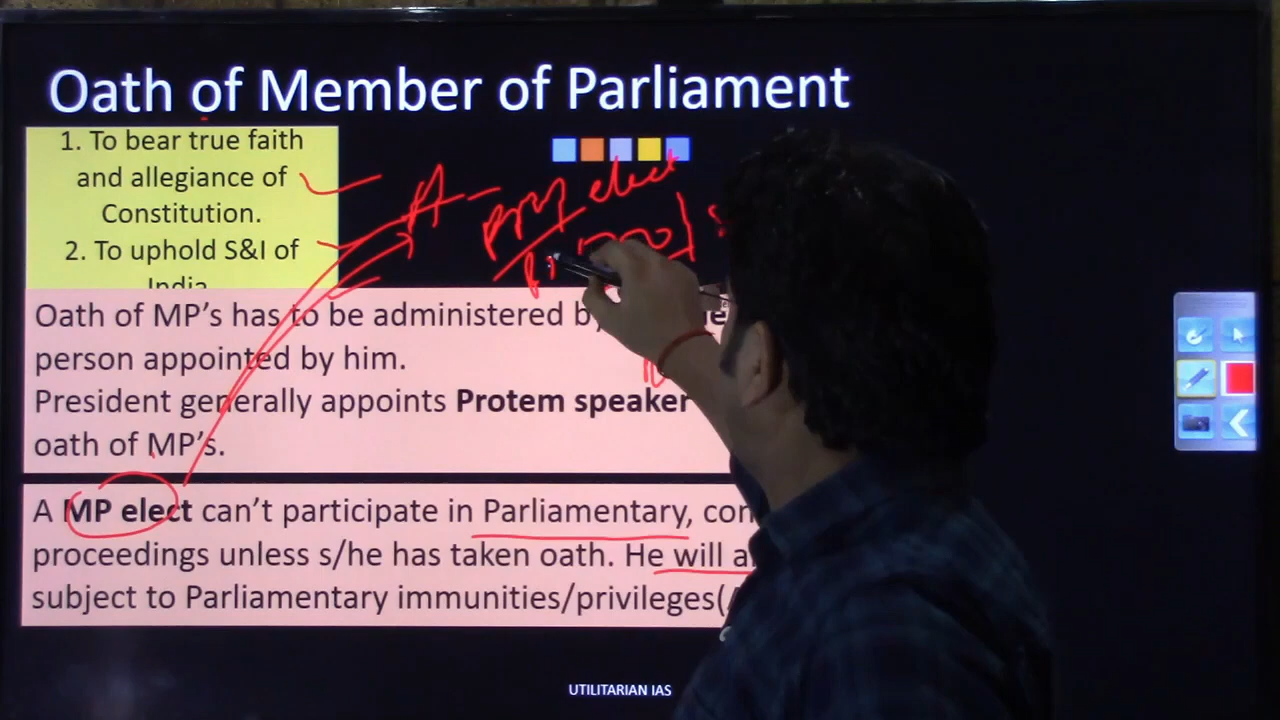 Oath of Member of Parliament
1. To bear true faith
and allegiance of
Constitution.
2. To uphold S&I of
India
A - elect
Oath of MP's has to be administered by
person appointed by him.
President generally appoints Protem speaker
oath of MP's.
A MP elect can't participate in Parliamentary, con
proceedings unless s/he has taken oath. He will a
subject to Parliamentary immunities/privileges(
UTILITARIAN IAS